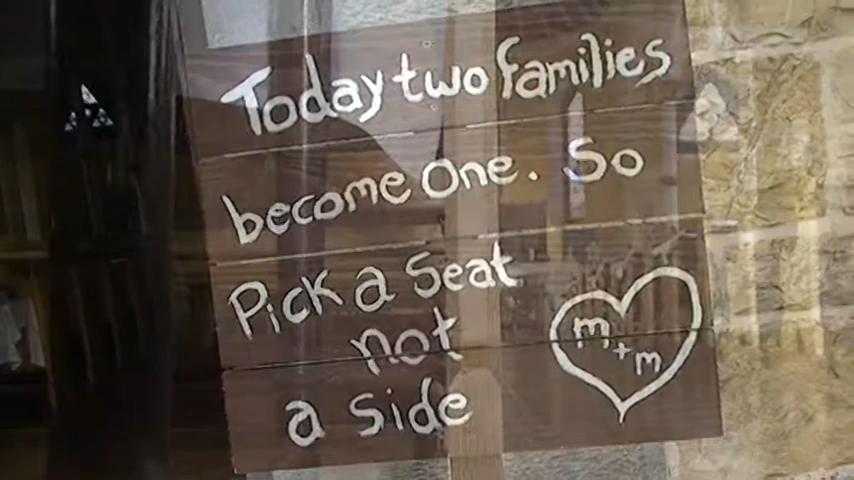 Today two families
become One. So
Pick a Seat
not
a side
m + m